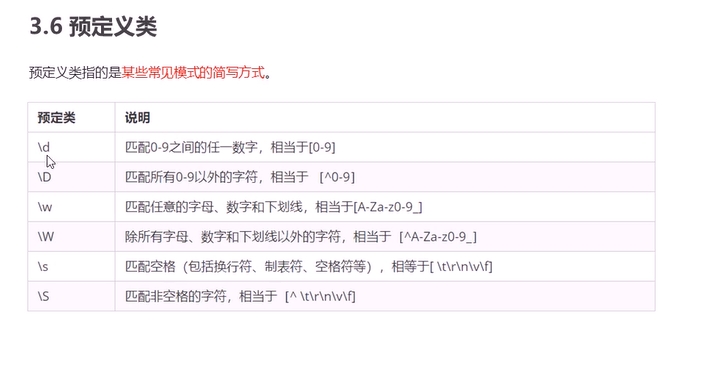 3.6 预定义类
预定义类指的是某些常见模式的简写方式。
预定类 说明
\d 匹配0-9之间的任一数字，相当于[0-9]
\D 匹配所有0-9以外的字符，相当于 [^0-9]
\w 匹配任意的字母、数字和下划线，相当于[A-Za-z0-9_]
\W 除所有字母、数字和下划线以外的字符，相当于 [^A-Za-z0-9_]
\s 匹配空格（包括换行符、制表符、空格符等），相等于[ \t\r\n\v\f]
\S 匹配非空格的字符，相当于 [^ \t\r\n\v\f]